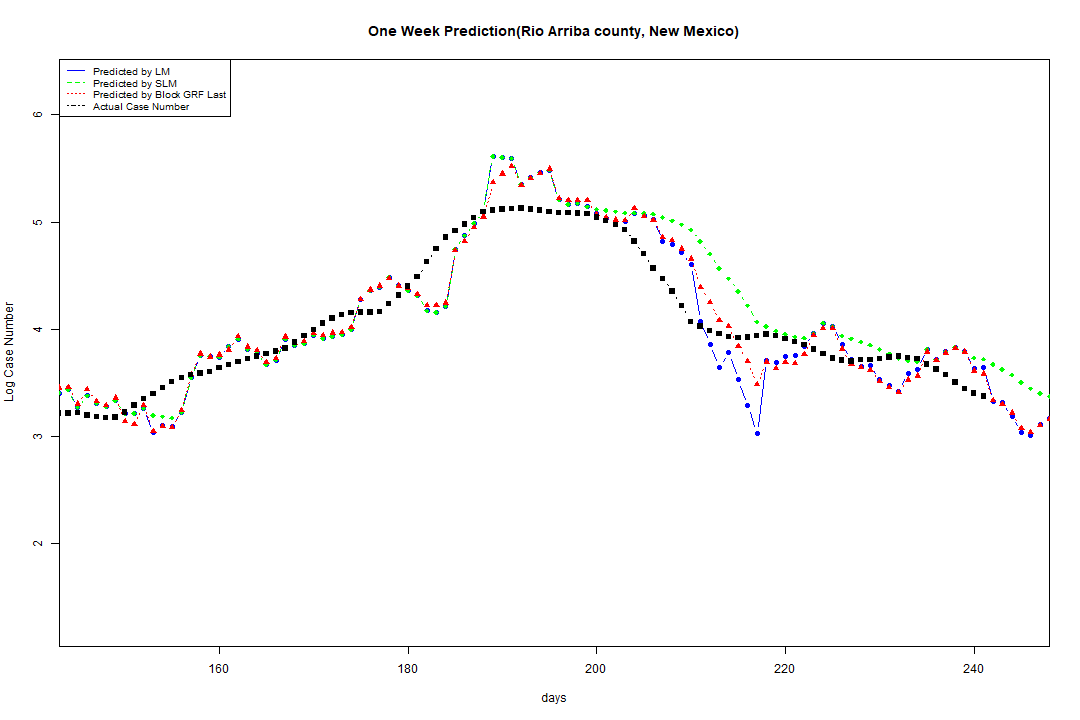 One Week Prediction(Rio Arriba county, New Mexico)
Predicted by LM
Predicted by SLM
Predicted by Block GRF Last
Actual Case Number
Log Case Number
6
5
4
3
2
160 180 200 220 240
days